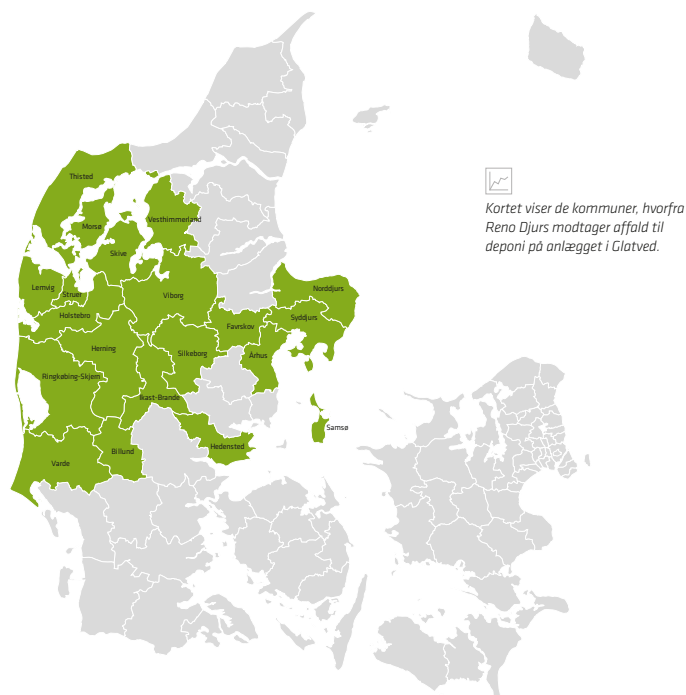 Thisted
Vesthimmerland
Morsø
Skive
Kortet viser de kommuner, hvorfra
Reno Djurs modtager affald til
deponi på anlægget i Glatved.
Lemvig
Struer
Viborg
Norddjurs
Holstebro
Favrskov
Syddjurs
Herning
Silkeborg
Århus
Ringkøbing-Skjern
Ikast-Brande
Samsø
Varde
Billund
Hedensted